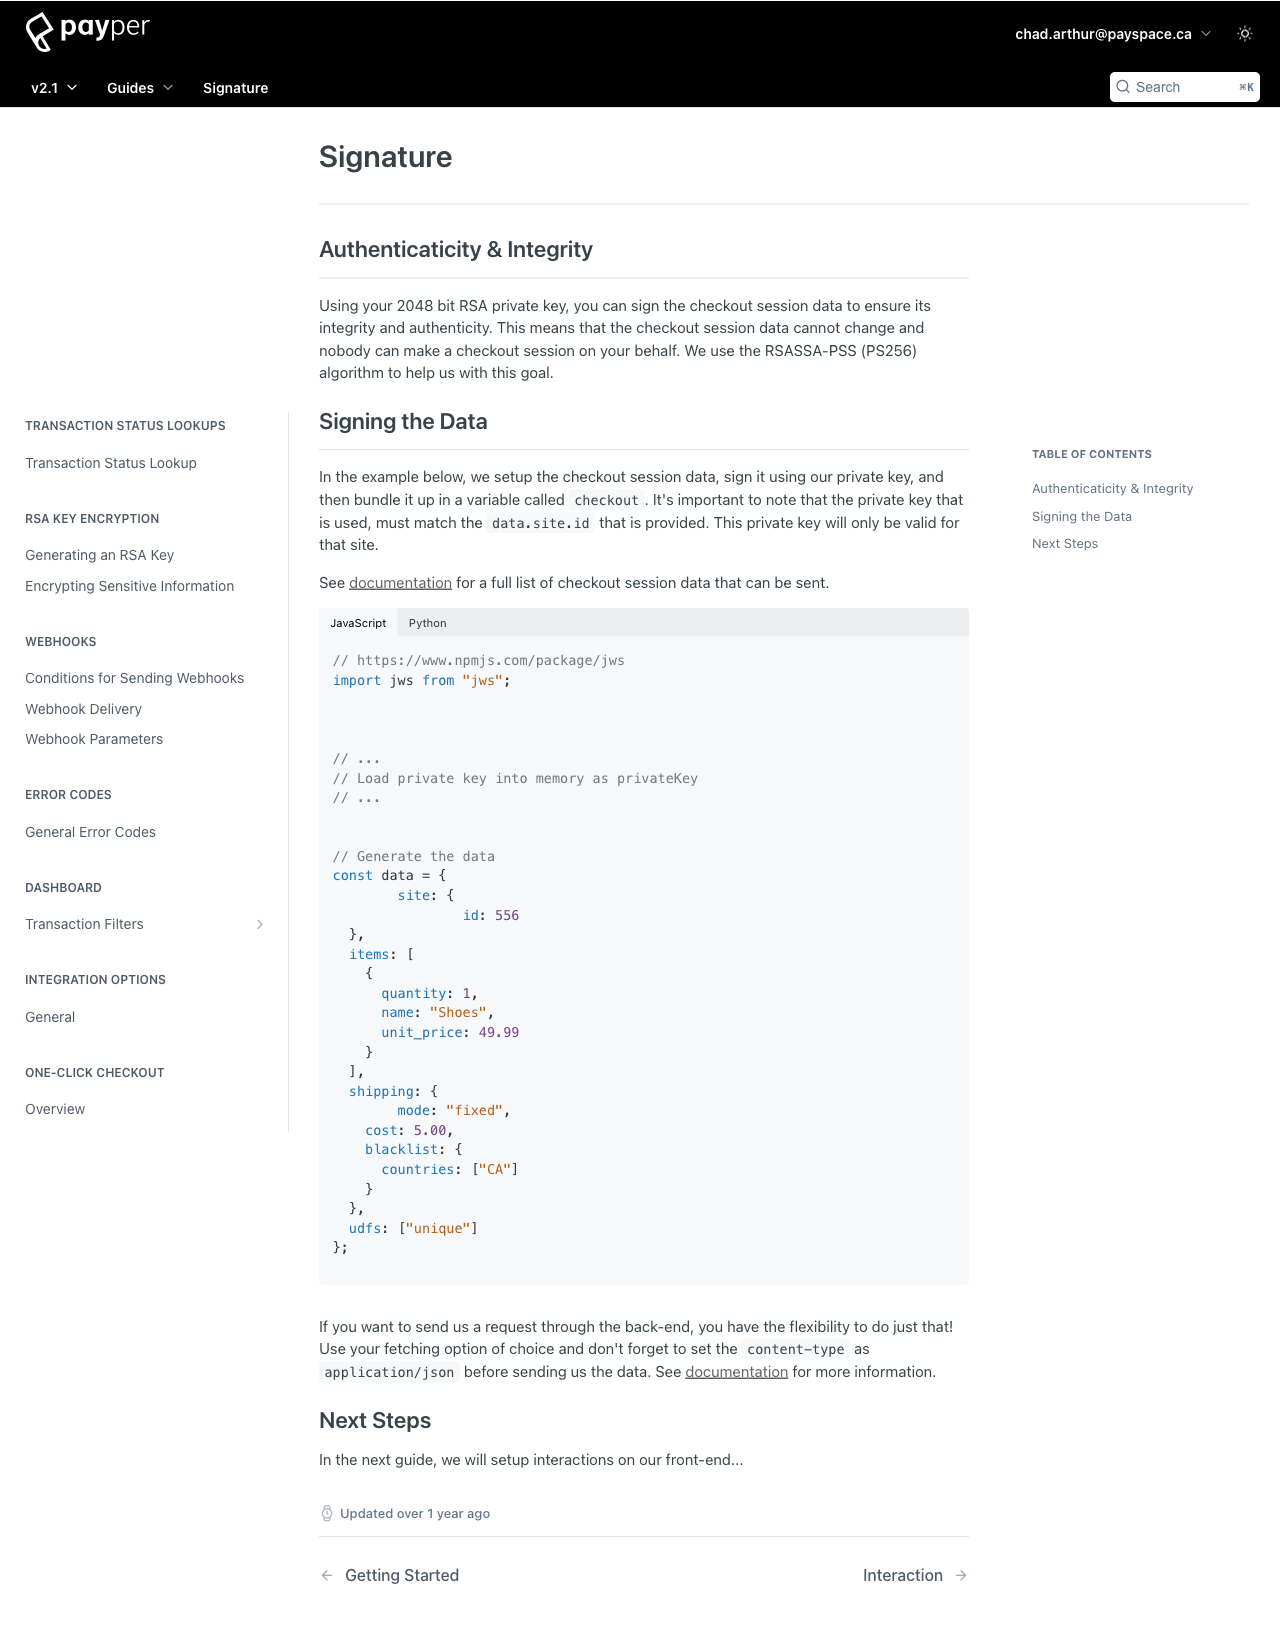 payper
chad.arthur@payspace.ca
v2.1
Guides
Signature
Search
⌘K
Signature
Authenticaticity & Integrity
Using your 2048 bit RSA private key, you can sign the checkout session data to ensure its
integrity and authenticity. This means that the checkout session data cannot change and
nobody can make a checkout session on your behalf. We use the RSASSA-PSS (PS256)
algorithm to help us with this goal.
TRANSACTION STATUS LOOKUPS
Transaction Status Lookup
RSA KEY ENCRYPTION
Generating an RSA Key
Encrypting Sensitive Information
WEBHOOKS
Conditions for Sending Webhooks
Webhook Delivery
Webhook Parameters
ERROR CODES
General Error Codes
DASHBOARD
Transaction Filters
INTEGRATION OPTIONS
General
ONE-CLICK CHECKOUT
Overview
Signing the Data
In the example below, we setup the checkout session data, sign it using our private key, and
then bundle it up in a variable called checkout . It's important to note that the private key that
is used, must match the data.site.id that is provided. This private key will only be valid for
that site.
See documentation for a full list of checkout session data that can be sent.
JavaScript
Python
// https://www.npmjs.com/package/jws
import jws from "jws";
// ...
// Load private key into memory as privateKey
// ...
// Generate the data
const data = {
site: {
id: 556
},
items: [
{
quantity: 1,
name: "Shoes",
unit_price: 49.99
}
],
shipping: {
mode: "fixed",
cost: 5.00,
blacklist: {
countries: ["CA"]
}
},
udfs: ["unique"]
};
If you want to send us a request through the back-end, you have the flexibility to do just that!
Use your fetching option of choice and don't forget to set the content-type as
application/json before sending us the data. See documentation for more information.
Next Steps
In the next guide, we will setup interactions on our front-end...
Updated over 1 year ago
← Getting Started
Interaction →
TABLE OF CONTENTS
Authenticaticity & Integrity
Signing the Data
Next Steps